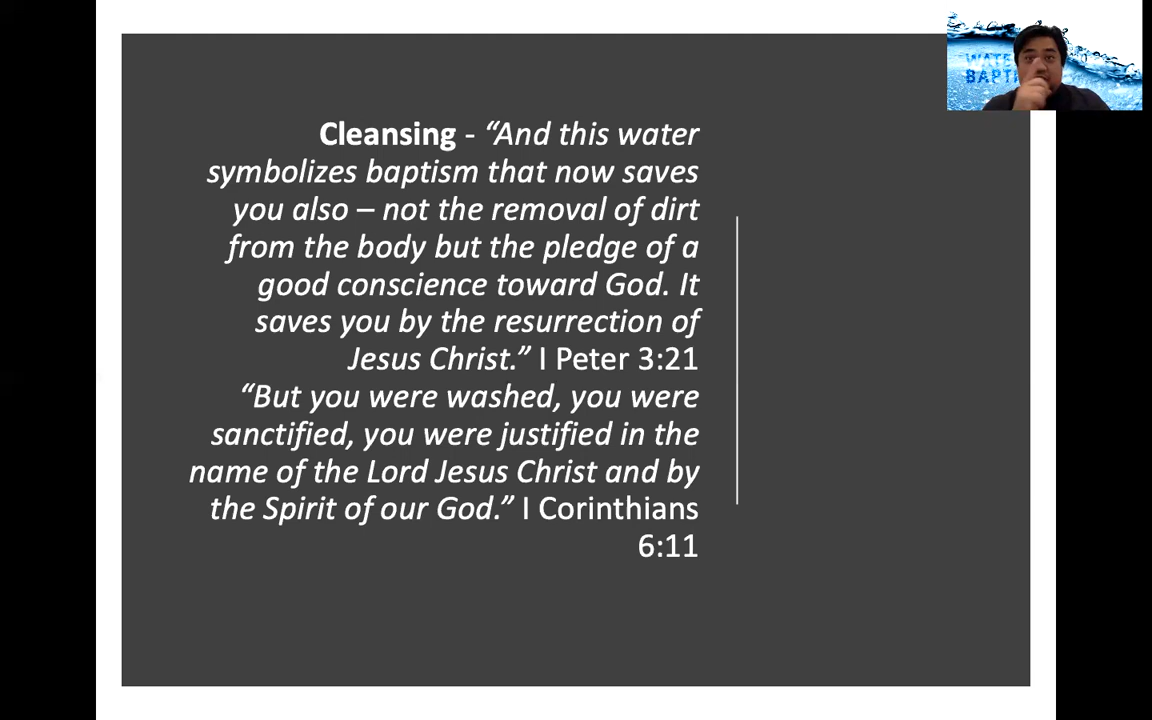 Cleansing - “And this water
symbolizes baptism that now saves
you also – not the removal of dirt
from the body but the pledge of a
good conscience toward God. It
saves you by the resurrection of
Jesus Christ.” I Peter 3:21
“But you were washed, you were
sanctified, you were justified in the
name of the Lord Jesus Christ and by
the Spirit of our God.” I Corinthians
6:11